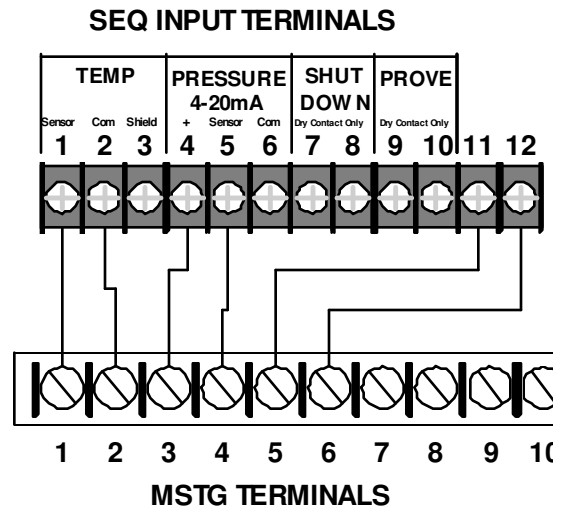 SEQ INPUT TERMINALS
TEMP PRESSURE SHUT PROVE
4-20mA DOWN
Sensor Com Shield + Sensor Com Dry Contact Only Dry Contact Only
1 2 3 4 5 6 7 8 9 10 11 12
1 2 3 4 5 6 7 8 9 10
MSTG TERMINALS